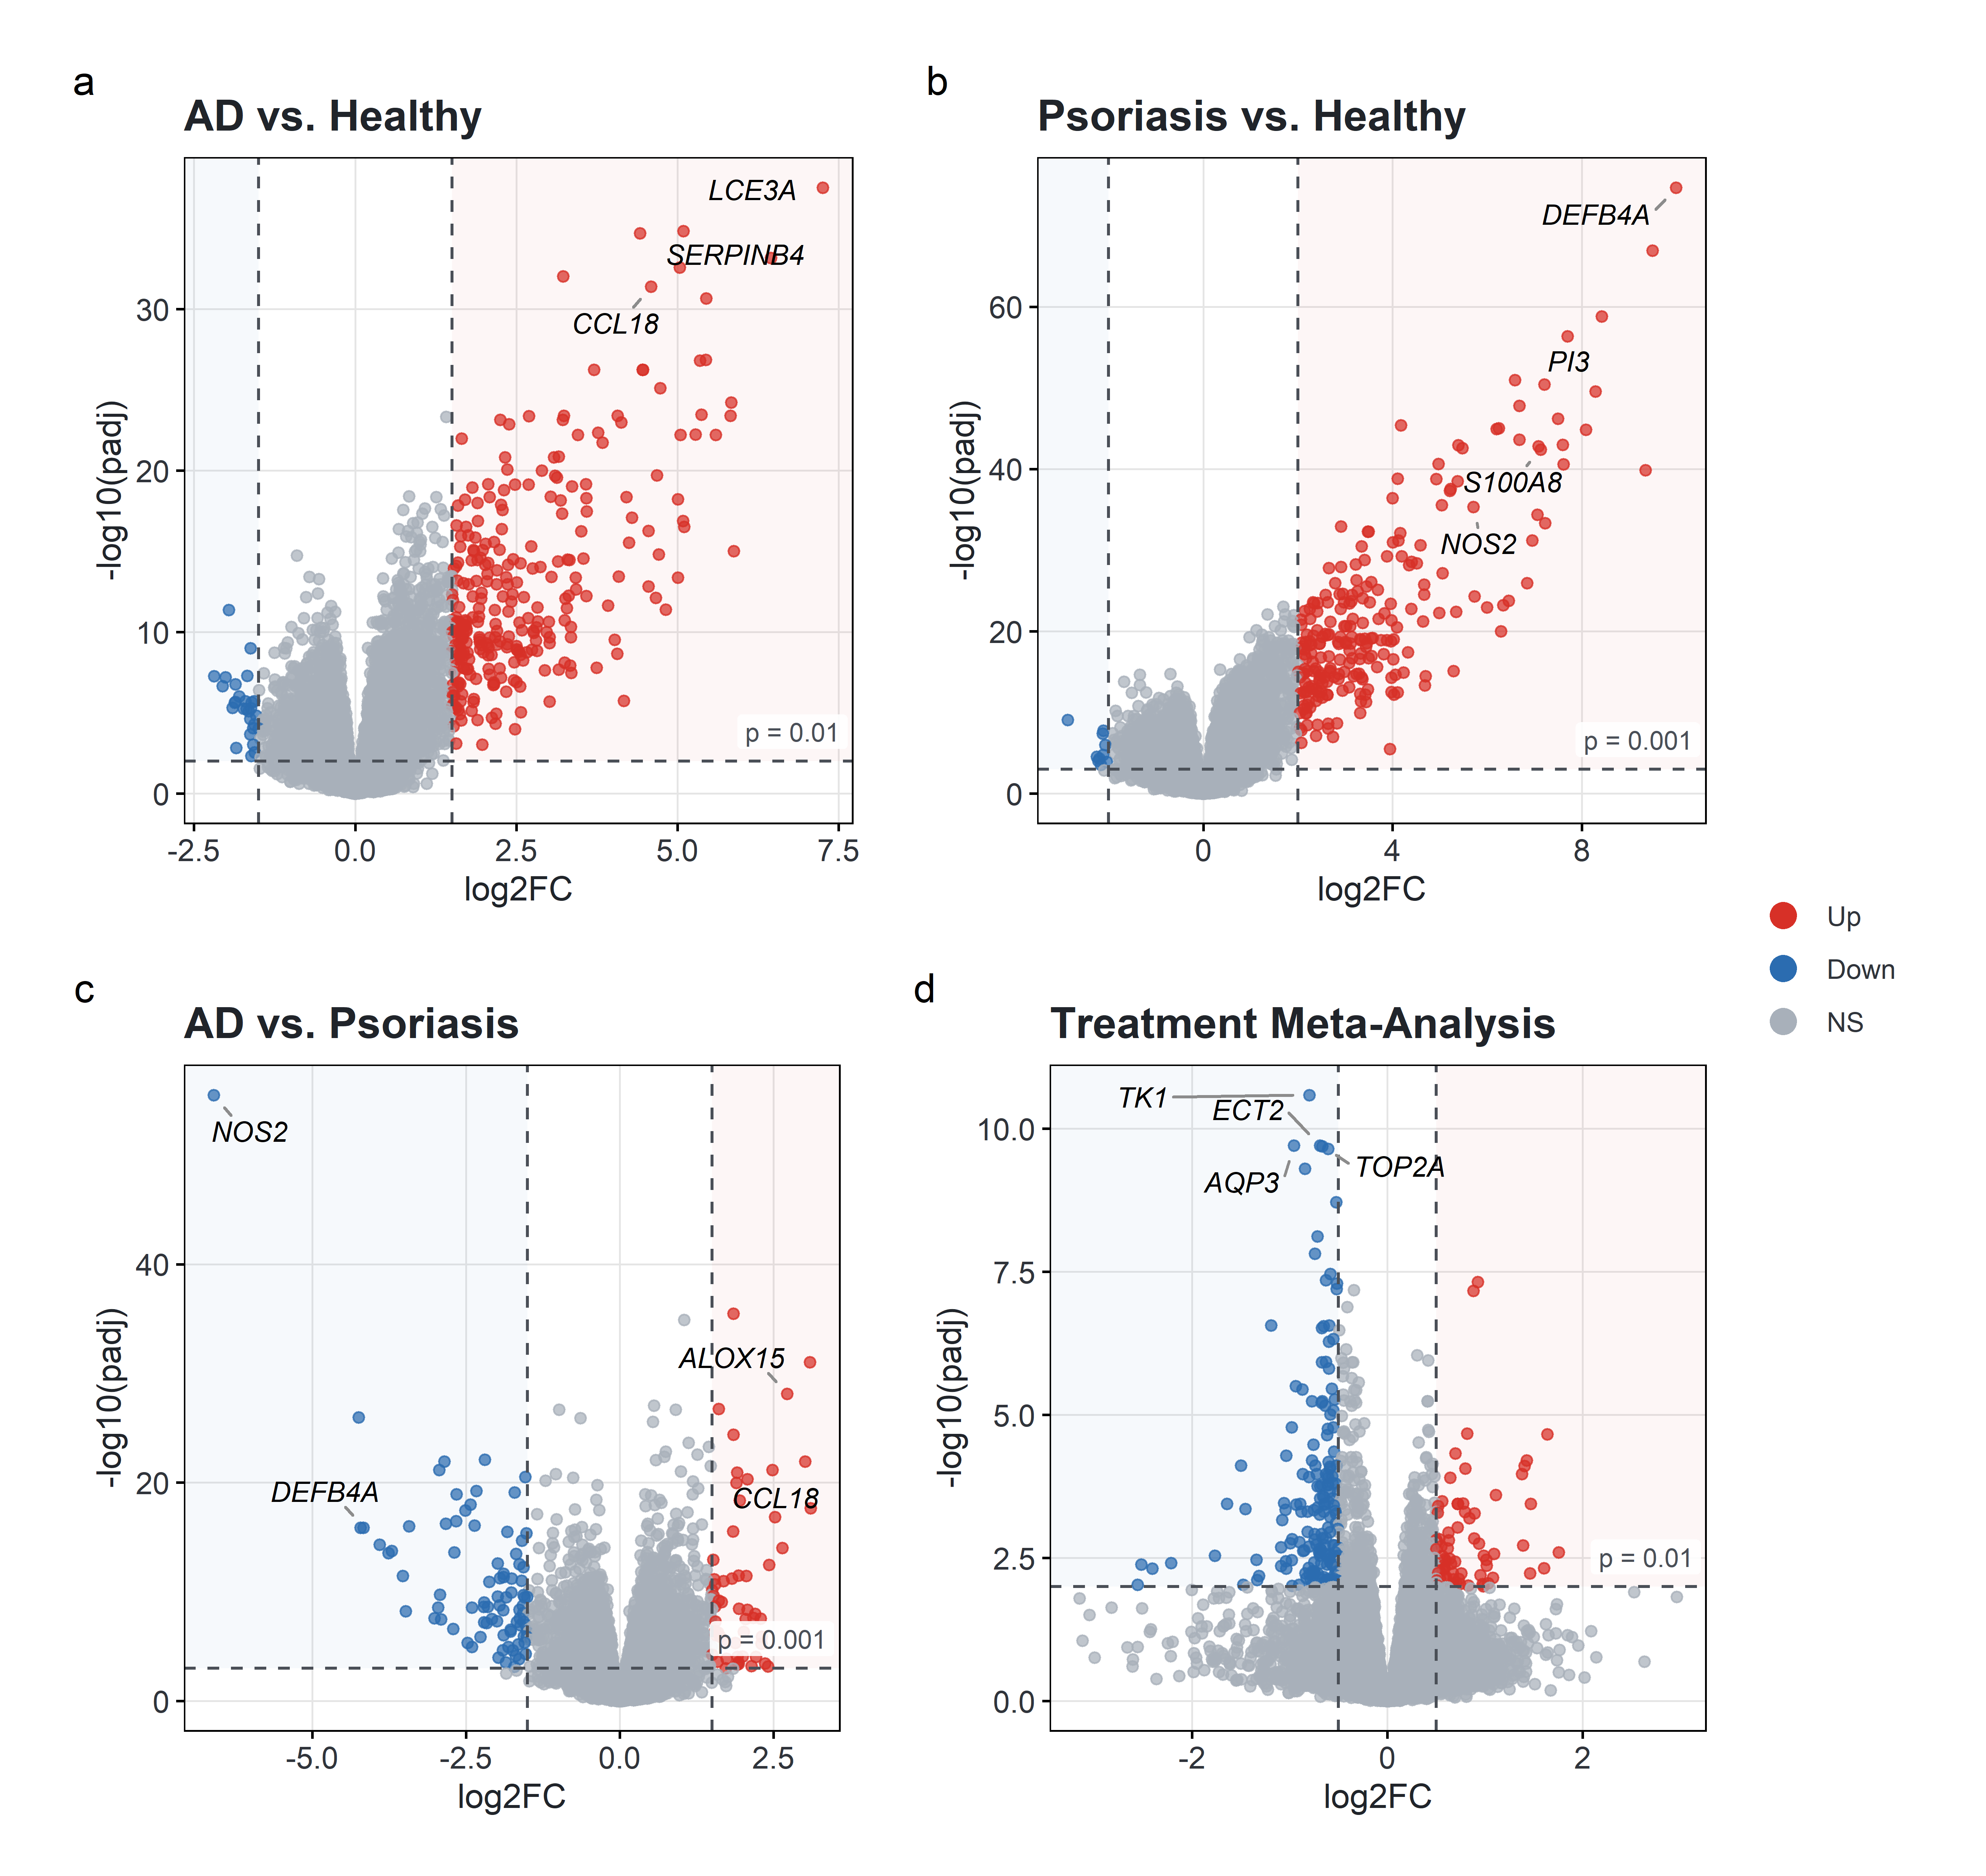 a
AD vs. Healthy
LCE3A
SERPINB4
CCL18
p = 0.01
30
20
10
0
-log10(padj)
-2.5 0.0 2.5 5.0 7.5
log2FC
b
Psoriasis vs. Healthy
DEFB4A
PI3
S100A8
NOS2
p = 0.001
60
40
20
0
-log10(padj)
0 4 8
log2FC
Up
Down
NS
c
AD vs. Psoriasis
NOS2
ALOX15
DEFB4A
CCL18
p = 0.001
40
20
0
-log10(padj)
-5.0 -2.5 0.0 2.5
log2FC
d
Treatment Meta-Analysis
TK1
ECT2
TOP2A
AQP3
p = 0.01
10.0
7.5
5.0
2.5
0.0
-log10(padj)
-2 0 2
log2FC